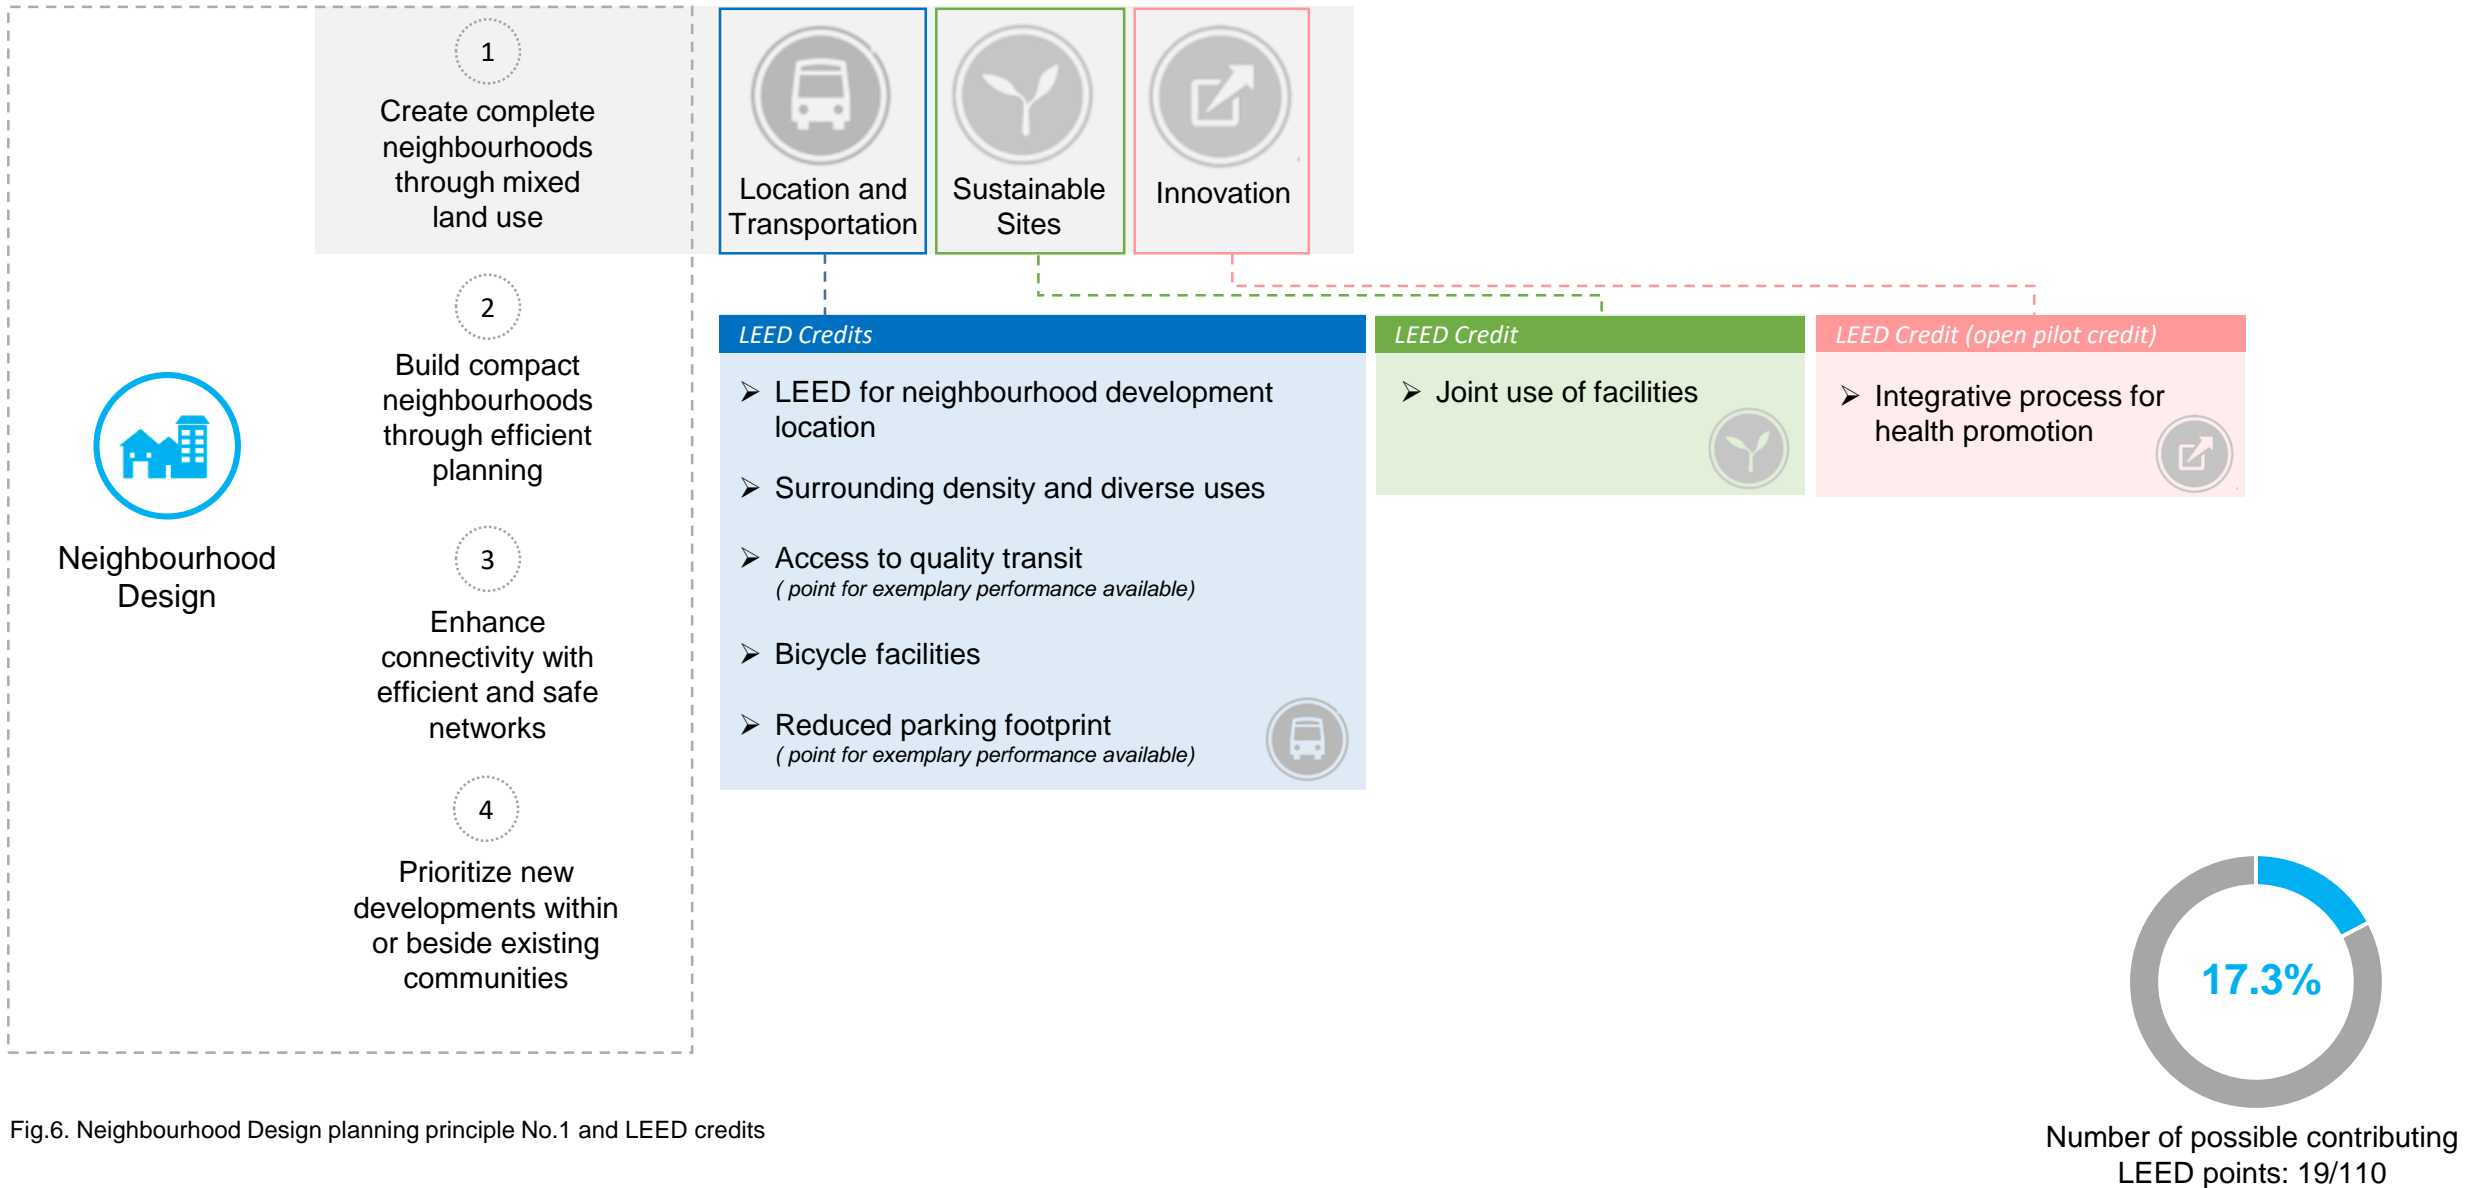 Neighbourhood
Design
1
Create complete
neighbourhoods
through mixed
land use
2
Build compact
neighbourhoods
through efficient
planning
3
Enhance
connectivity with
efficient and safe
networks
4
Prioritize new
developments within
or beside existing
communities
Location and
Transportation
Sustainable
Sites
Innovation
LEED Credits
➢ LEED for neighbourhood development
location
➢ Surrounding density and diverse uses
➢ Access to quality transit
( point for exemplary performance available)
➢ Bicycle facilities
➢ Reduced parking footprint
( point for exemplary performance available)
LEED Credit
➢ Joint use of facilities
LEED Credit (open pilot credit)
➢ Integrative process for
health promotion
17.3%
Number of possible contributing
LEED points: 19/110
Fig.6. Neighbourhood Design planning principle No.1 and LEED credits